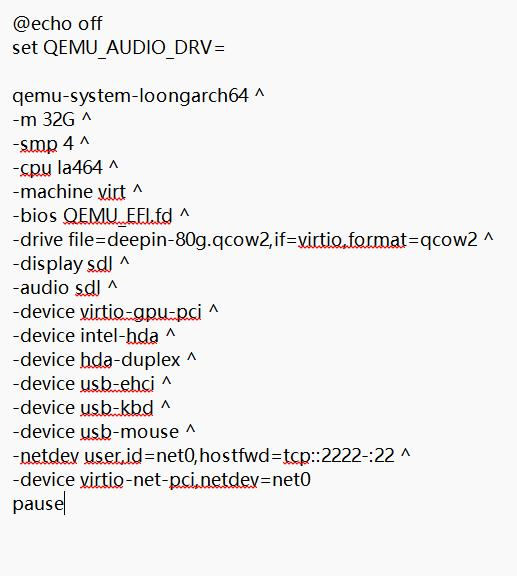 @echo off
set QEMU_AUDIO_DRV=
qemu-system-loongarch64 ^
-m 32G ^
-smp 4 ^
-cpu la464 ^
-machine virt ^
-bios QEMU_EFI.fd ^
-drive file=deepin-80g.qcow2,if=virtio,format=qcow2 ^
-display sdl ^
-audio sdl ^
-device virtio-gpu-pci ^
-device intel-hda ^
-device hda-duplex ^
-device usb-ehci ^
-device usb-kbd ^
-device usb-mouse ^
-netdev user,id=net0,hostfwd=tcp::2222-:22 ^
-device virtio-net-pci,netdev=net0
pause